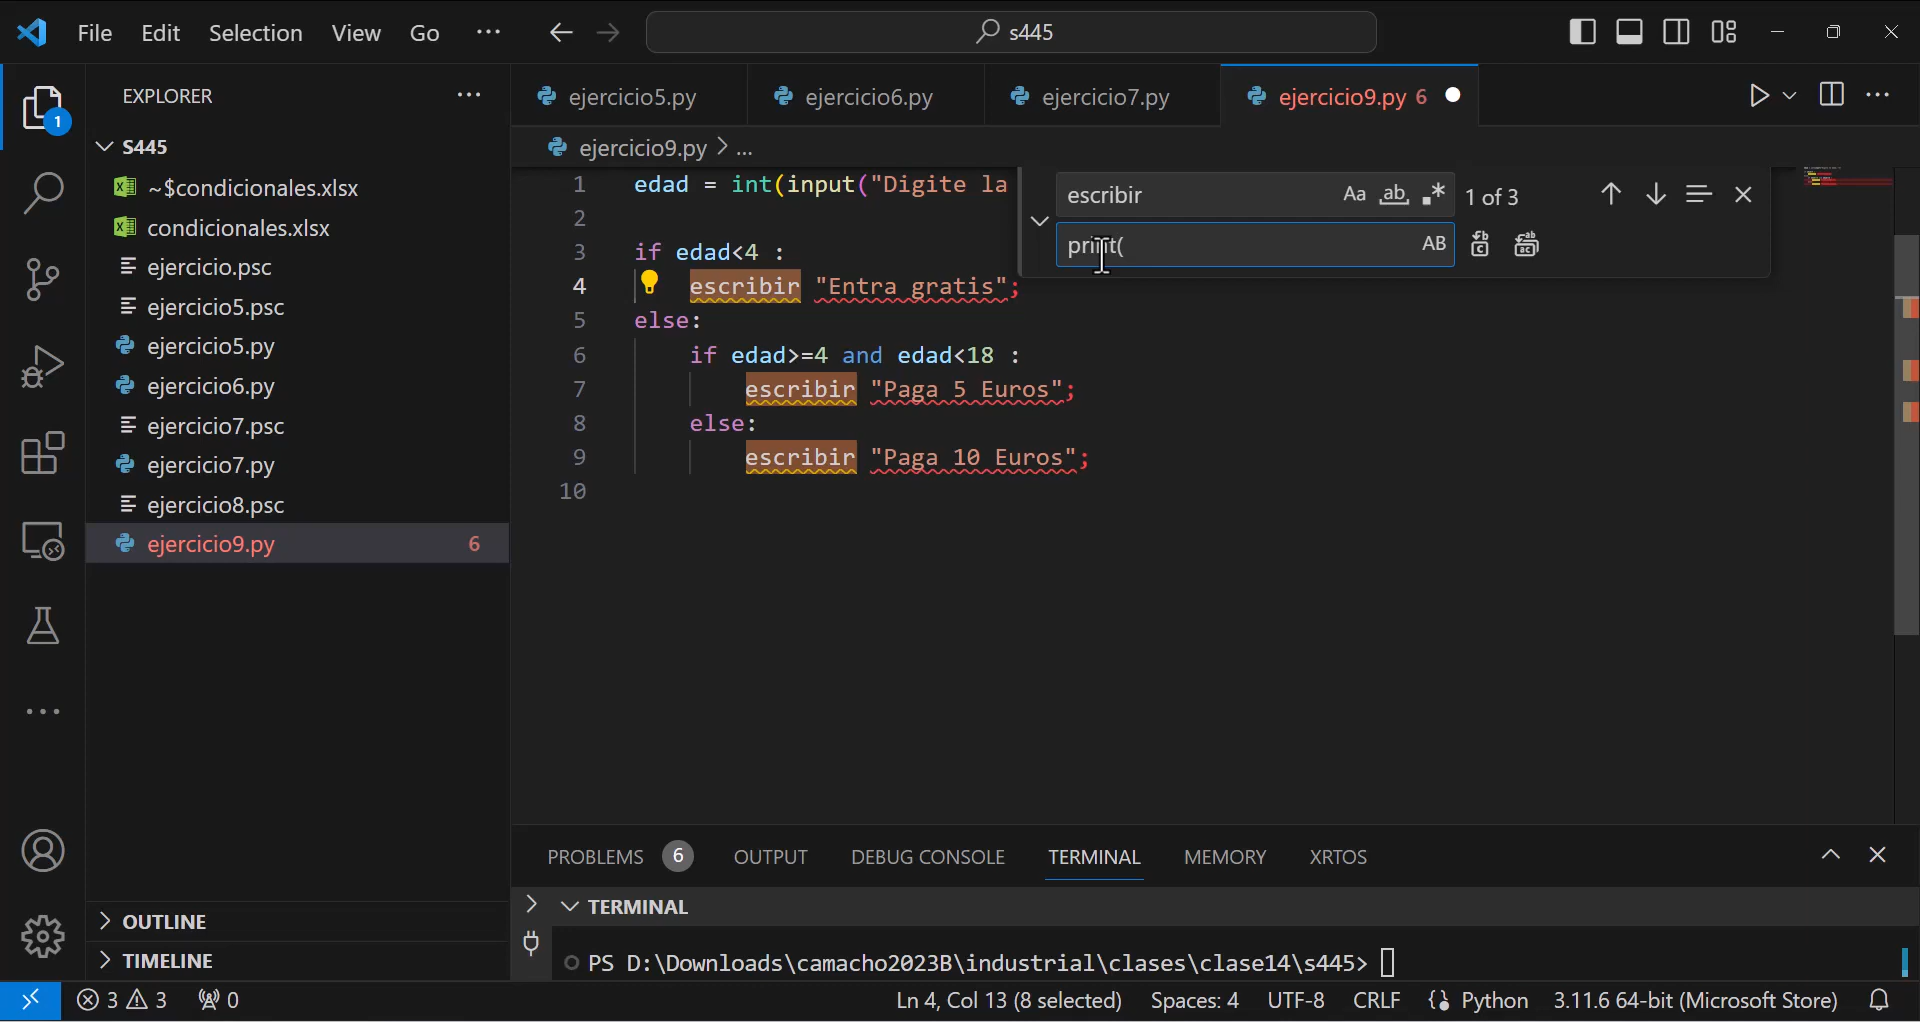 File Edit Selection View Go ... s445
EXPLORER ...
S445
~$condicionales.xlsx
condicionales.xlsx
ejercicio.psc
ejercicio5.psc
ejercicio5.py
ejercicio6.py
ejercicio7.psc
ejercicio7.py
ejercicio8.psc
ejercicio9.py 6
OUTLINE
TIMELINE
1
ejercicio5.py ejercicio6.py ejercicio7.py ejercicio9.py 6
ejercicio9.py > ...
escribir Aa ab 1 of 3
print( AB
1 edad = int(input("Digite la
2
3 if edad<4 :
4 escribir "Entra gratis";
5 else:
6 if edad>=4 and edad<18 :
7 escribir "Paga 5 Euros";
8 else:
9 escribir "Paga 10 Euros";
10
PROBLEMS 6 OUTPUT DEBUG CONSOLE TERMINAL MEMORY XRTOS
TERMINAL
PS D:\Downloads\camacho2023B\industrial\clases\clase14\s445>
3 3 0 Ln 4, Col 13 (8 selected) Spaces: 4 UTF-8 CRLF Python 3.11.6 64-bit (Microsoft Store)